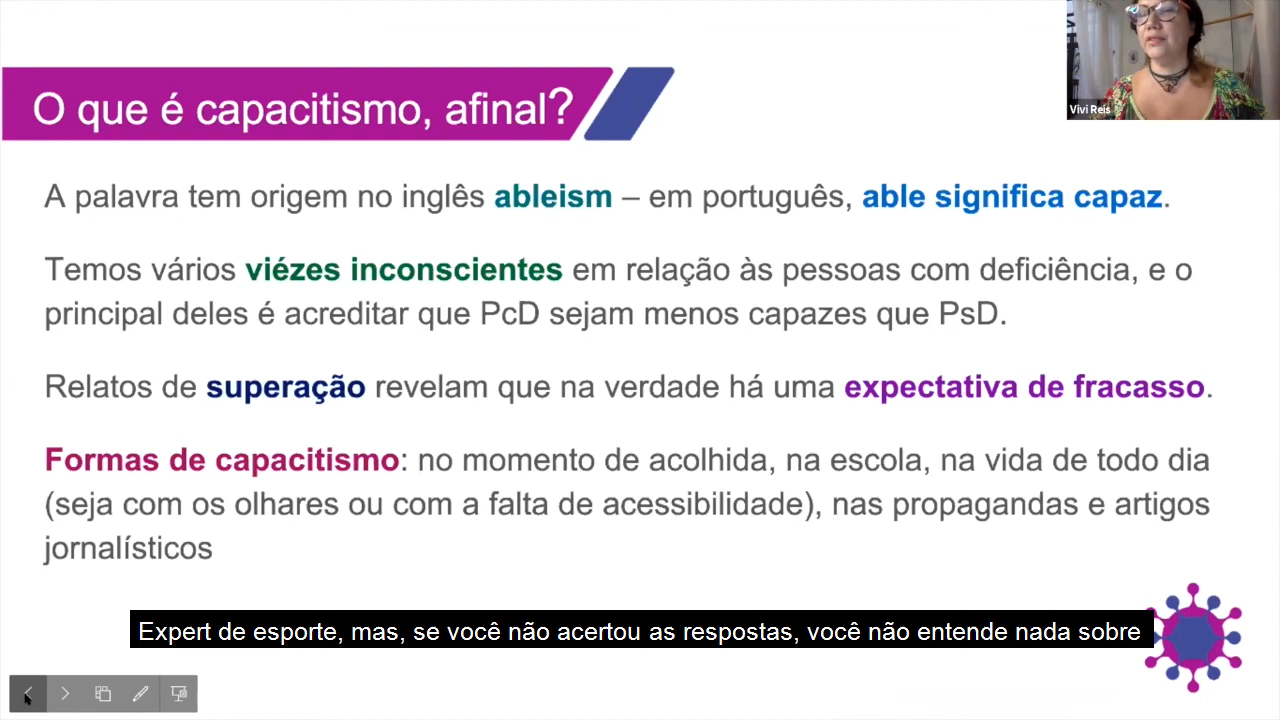 Vivi Reis
O que é capacitismo, afinal?
A palavra tem origem no inglês ableism – em português, able significa capaz.
Temos vários viézes inconscientes em relação às pessoas com deficiência, e o
principal deles é acreditar que PcD sejam menos capazes que PsD.
Relatos de superação revelam que na verdade há uma expectativa de fracasso.
Formas de capacitismo: no momento de acolhida, na escola, na vida de todo dia
(seja com os olhares ou com a falta de acessibilidade), nas propagandas e artigos
jornalísticos
Expert de esporte, mas, se você não acertou as respostas, você não entende nada sobre